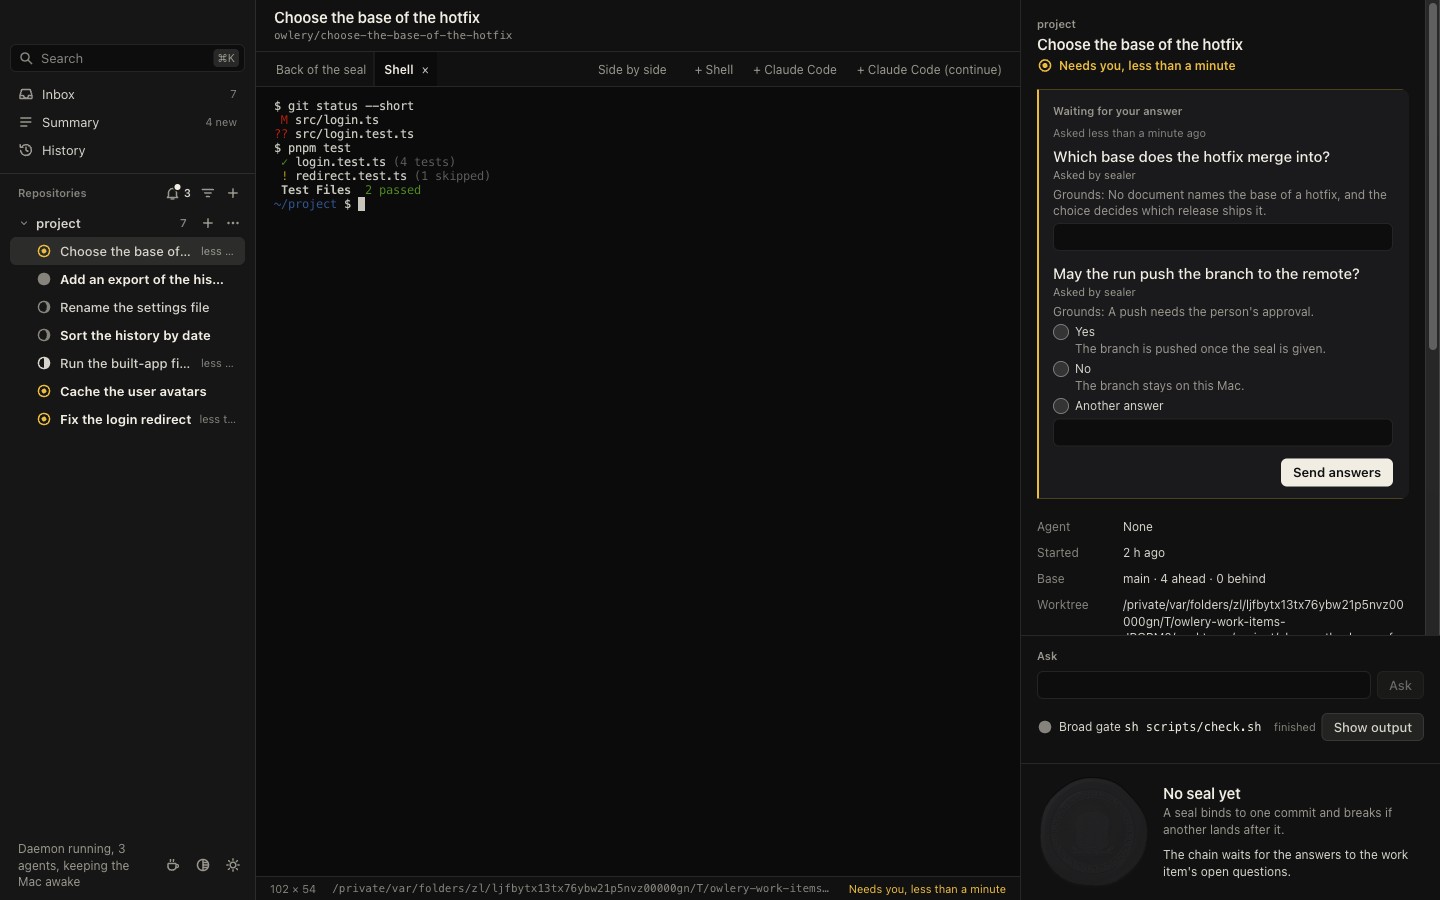 Search ⌘K
Inbox 7
Summary 4 new
History
Repositories 3
project 7
Choose the base of... less ...
Add an export of the his...
Rename the settings file
Sort the history by date
Run the built-app fi... less ...
Cache the user avatars
Fix the login redirect less t...
Daemon running, 3
agents, keeping the
Mac awake
Choose the base of the hotfix
owlery/choose-the-base-of-the-hotfix
Back of the seal Shell × Side by side + Shell + Claude Code + Claude Code (continue)
$ git status --short
M src/login.ts
?? src/login.test.ts
$ pnpm test
✓ login.test.ts (4 tests)
! redirect.test.ts (1 skipped)
Test Files 2 passed
~/project $
102 × 54 /private/var/folders/zl/ljfbytx13tx76ybw21p5nvz00000gn/T/owlery-work-items… Needs you, less than a minute
project
Choose the base of the hotfix
Needs you, less than a minute
Waiting for your answer
Asked less than a minute ago
Which base does the hotfix merge into?
Asked by sealer
Grounds: No document names the base of a hotfix, and the
choice decides which release ships it.
May the run push the branch to the remote?
Asked by sealer
Grounds: A push needs the person's approval.
Yes
The branch is pushed once the seal is given.
No
The branch stays on this Mac.
Another answer
Send answers
Agent None
Started 2 h ago
Base main · 4 ahead · 0 behind
Worktree /private/var/folders/zl/ljfbytx13tx76ybw21p5nvz00
000gn/T/owlery-work-items-
Ask
Ask
Broad gate sh scripts/check.sh finished Show output
No seal yet
A seal binds to one commit and breaks if
another lands after it.
The chain waits for the answers to the work
item's open questions.